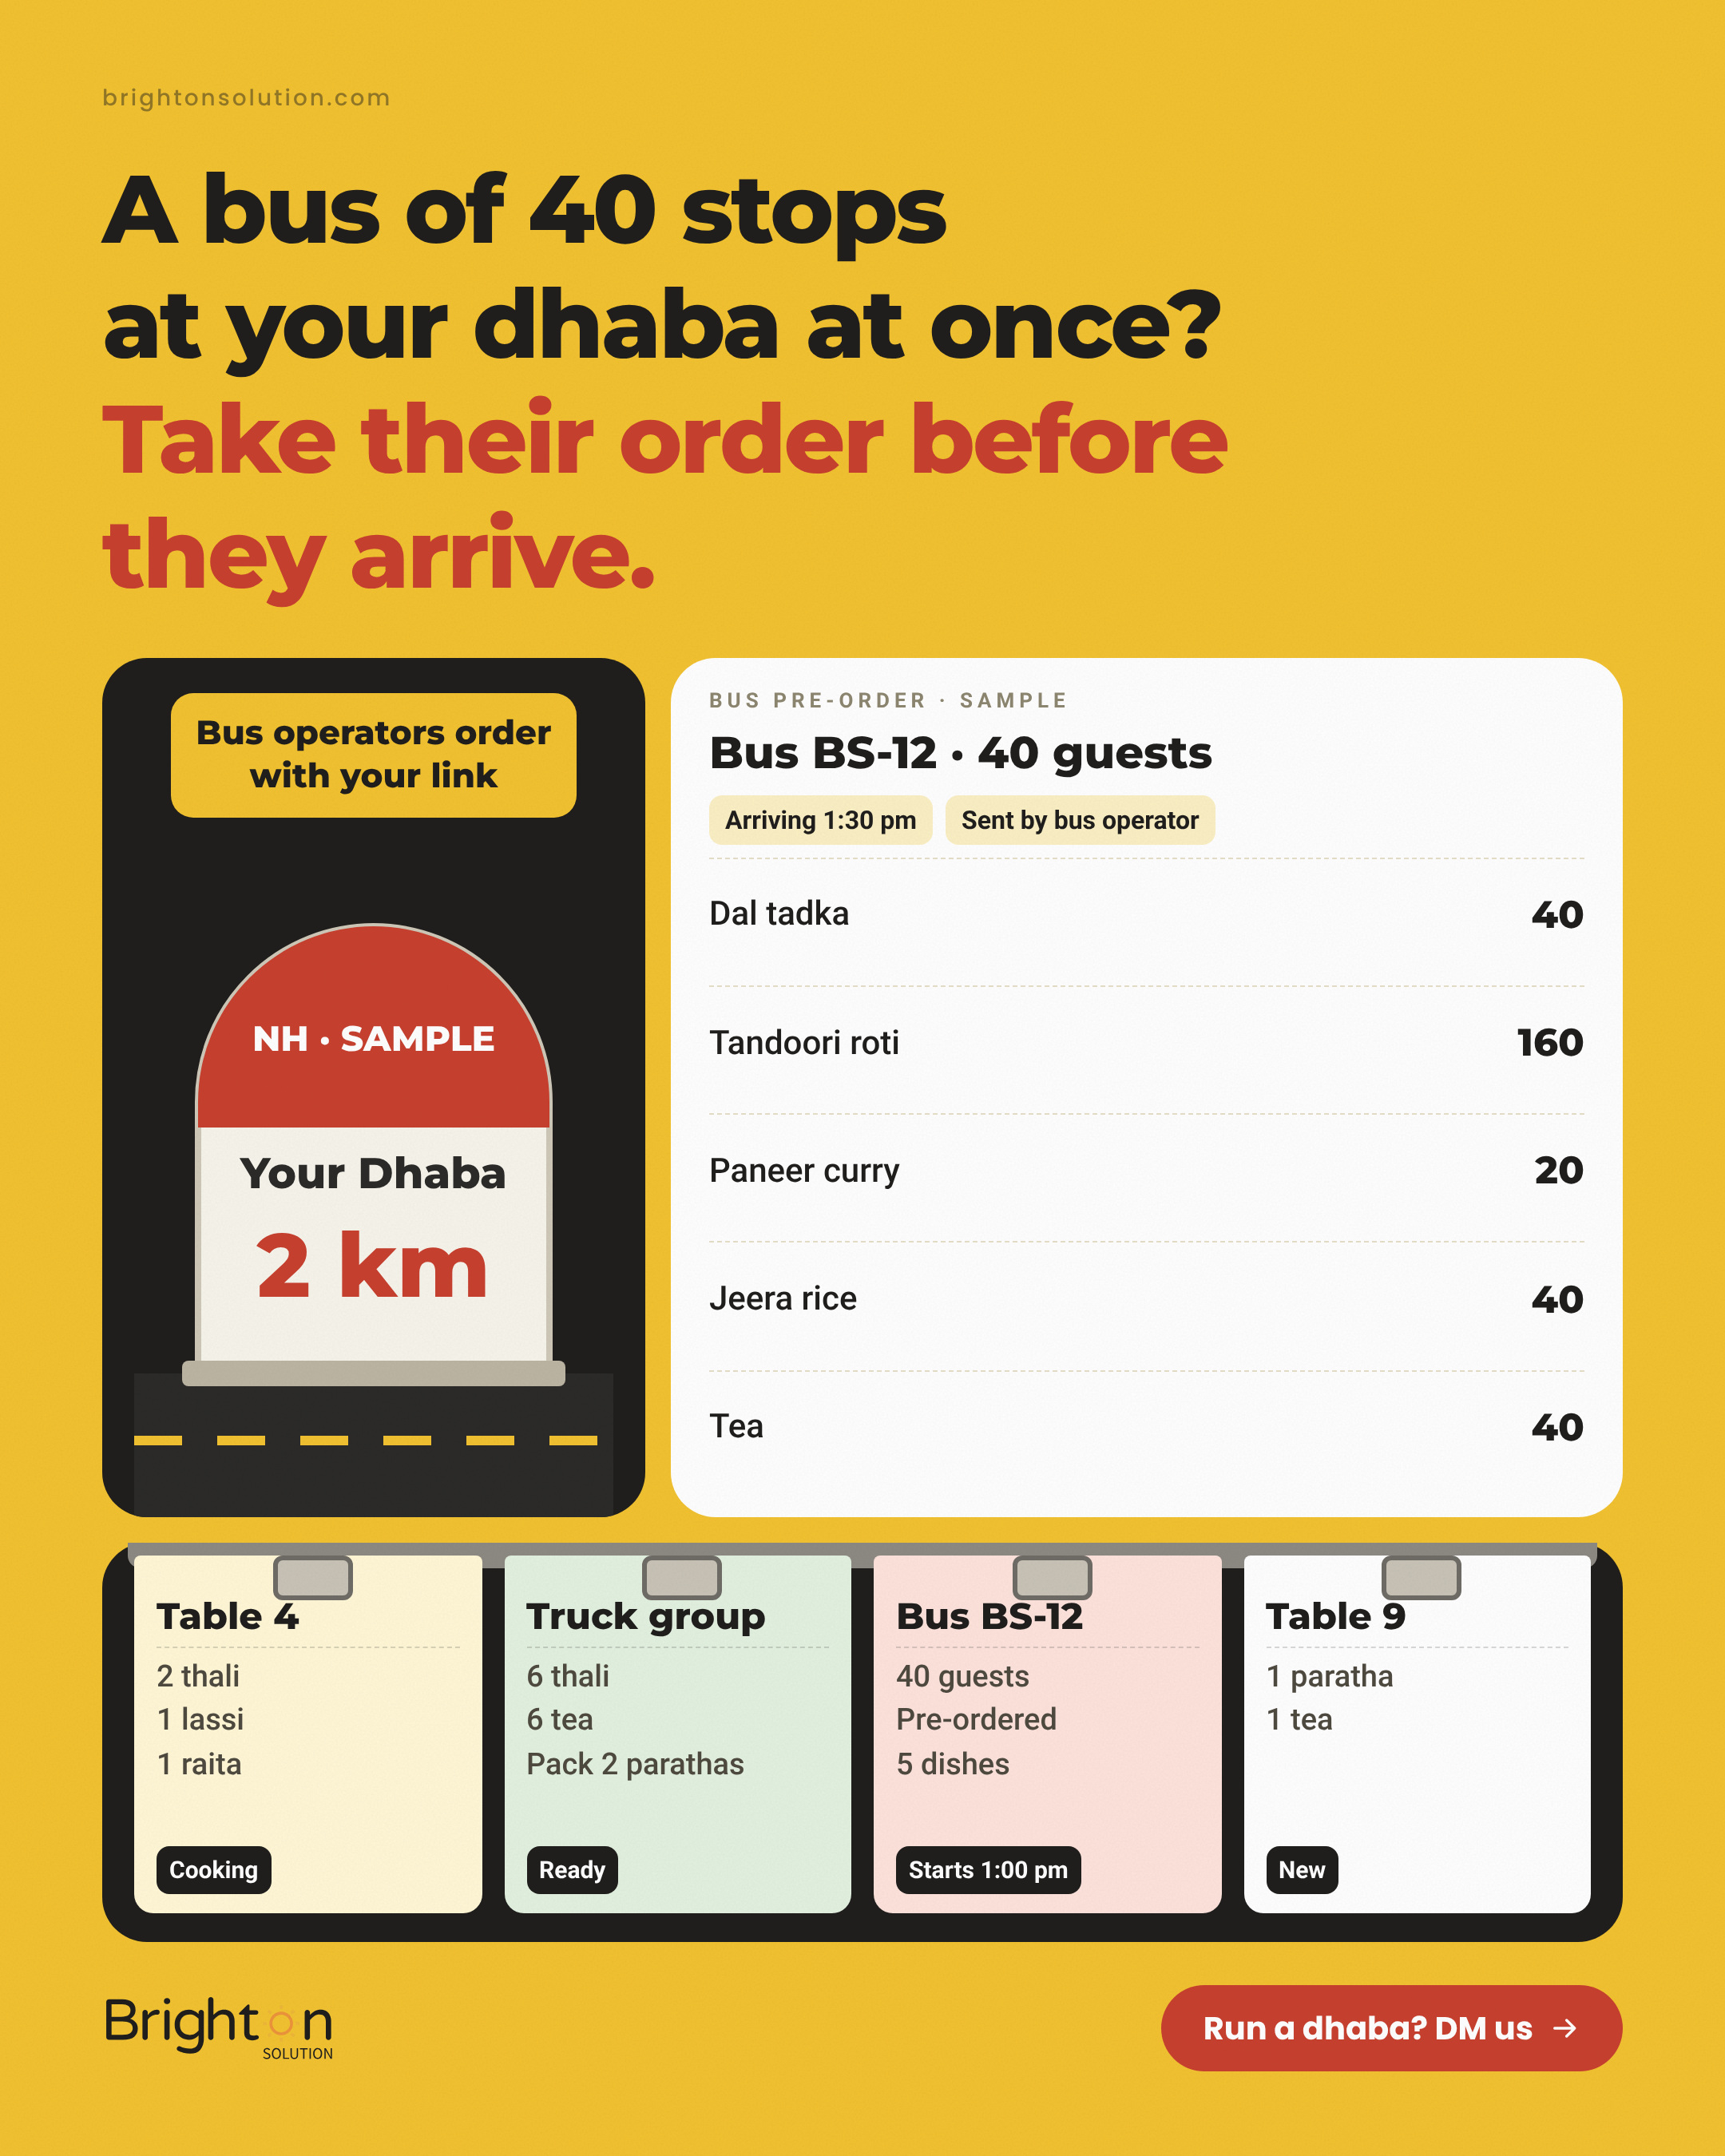 brightonsolution.com
A bus of 40 stops
at your dhaba at once?
Take their order before
they arrive.
Bus operators order
with your link
NH · SAMPLE
Your Dhaba
2 km
BUS PRE-ORDER · SAMPLE
Bus BS-12 · 40 guests
Arriving 1:30 pm
Sent by bus operator
Dal tadka 40
Tandoori roti 160
Paneer curry 20
Jeera rice 40
Tea 40
Table 4
2 thali
1 lassi
1 raita
Cooking
Truck group
6 thali
6 tea
Pack 2 parathas
Ready
Bus BS-12
40 guests
Pre-ordered
5 dishes
Starts 1:00 pm
Table 9
1 paratha
1 tea
New
Brighton
SOLUTION
Run a dhaba? DM us →